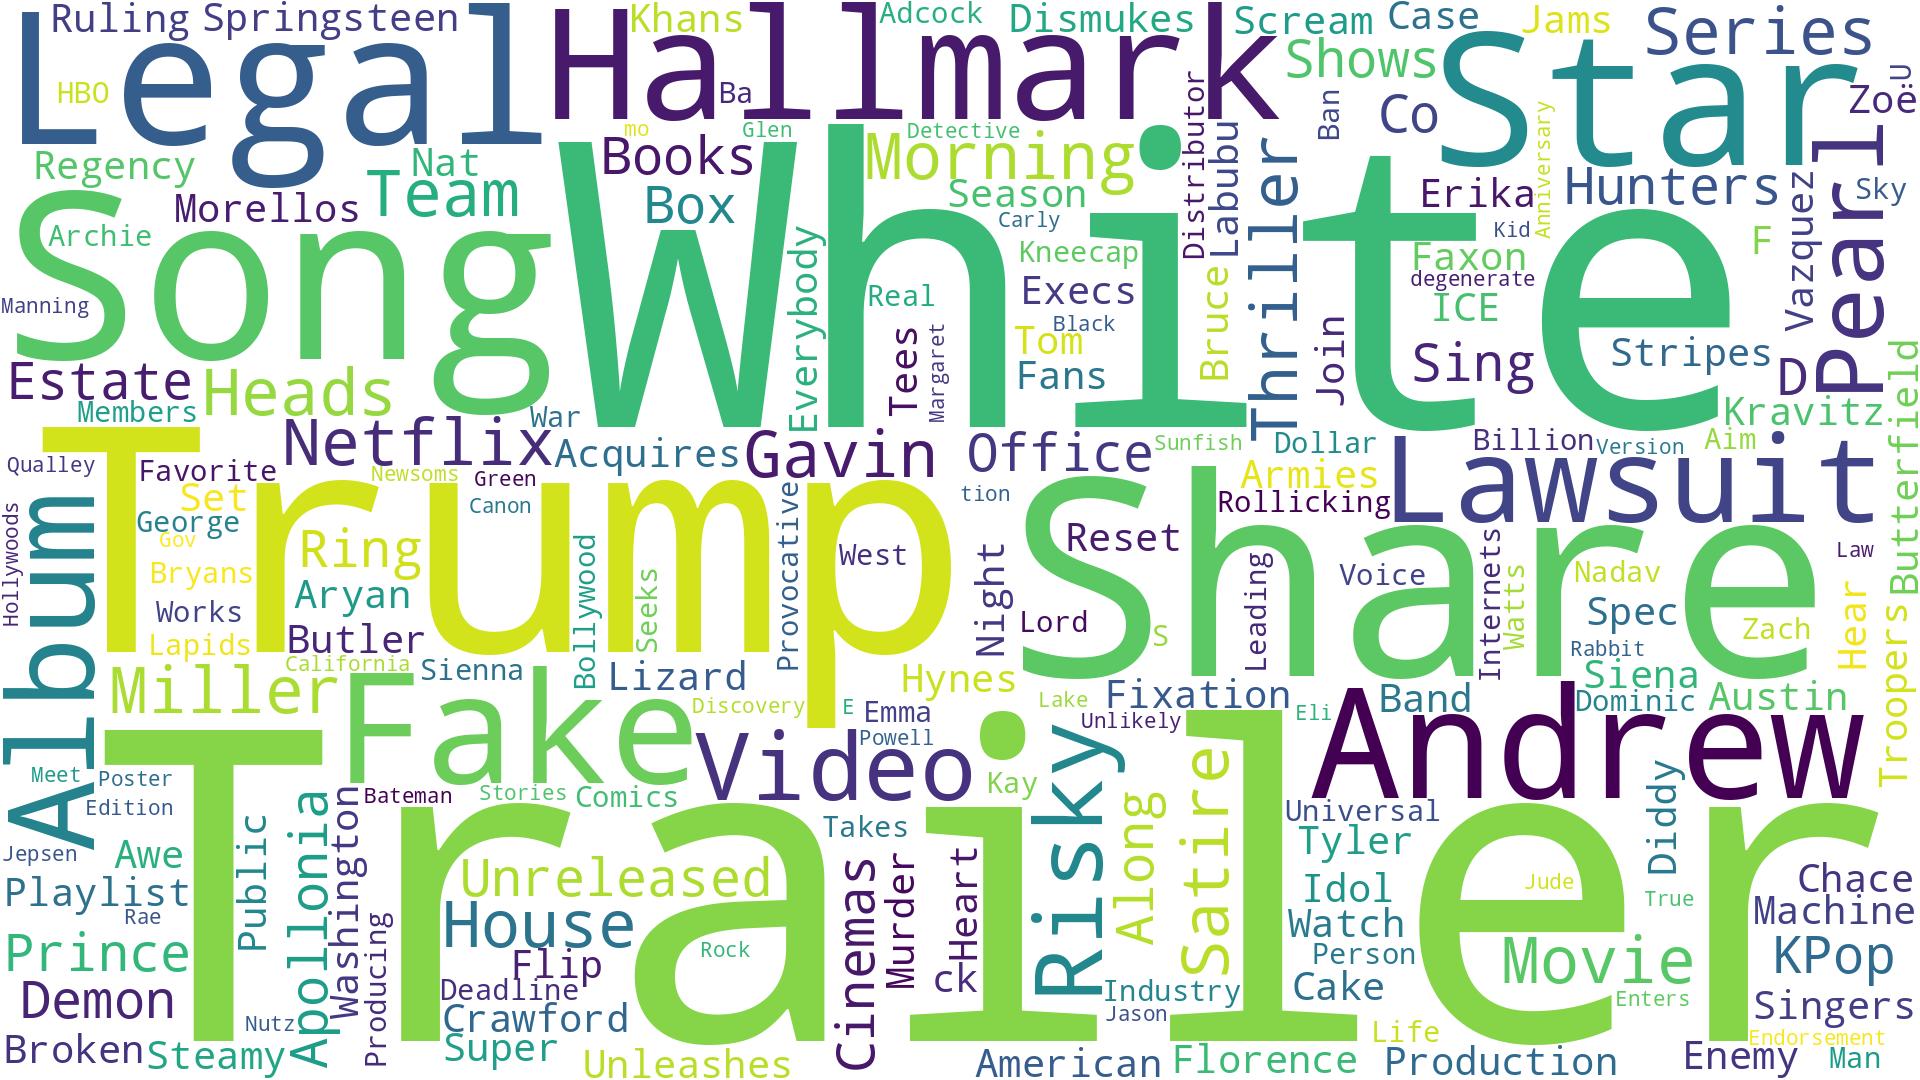 Ruling
Springsteen
Legal
Hallmark
Khans
Adcock
Dismukes
Scream
Case
Jams
Series
Star
HBO
Ba
Shows
Co
Ban
Zoë
Ü
mo
Glen
Detective
Distributor
Labubu
Thriller
Anniversary
Regency
Nat
Team
Books
Morning
Season
Box
Morellos
Archie
Song
White
Carly
Kneecap
Execs
Erika
Hunters
Kid
Faxon
F
Vazquez
Pearl
Sky
degenerate
ICE
Manning
Everybody
Real
Black
Tom
Fans
Bruce
Join
Sing
Stripes
D
Tees
Margaret
Estate
Heads
Members
War
Kravitz
Butterfield
Netflix
Acquires
Gavin
Office
Sunfish
Dollar
Billion
Version
Aim
Lawsuit
Qualley
Favorite
Newsoms
Green
Canon
tion
Armies
Rollicking
Set
George
Gov
Trump
Share
Reset
West
Law
Hollywoods
Album
Bryans
Ring
Aryan
Works
Bollywood
Seeks
Provocative
Night
Lord
S
Leading
Voice
Internets
Watts
Nadav
Spec
Zach
Rabbit
Hear
Troopers
Lapids
Butler
California
Sienna
Lizard
Hynes
Siena
Miller
Fake
Discovery
E
Emma
Powell
Lake
Fixation
Unlikely
Eli
Band
Dominic
Austin
Andrew
Video
Kay
Risky
Meet
Poster
Edition
Bateman
Stories
Comics
Takes
Along
Satire
Universal
Tyler
Diddy
Jepsen
Awe
Public
Apollonia
Washington
Trailer
Unreleased
Cinemas
Murder
Heart
Idol
Jude
True
Chace
Playlist
Rae
House
Rock
Watch
Person
Machine
Prince
Producing
Flip
ck
Movie
KPop
Demon
Deadline
Industry
Cake
Enters
Nutz
Crawford
Jason
Singers
Broken
Steamy
Super
Unleashes
American
Florence
Life
Production
Endorsement
Enemy
Man